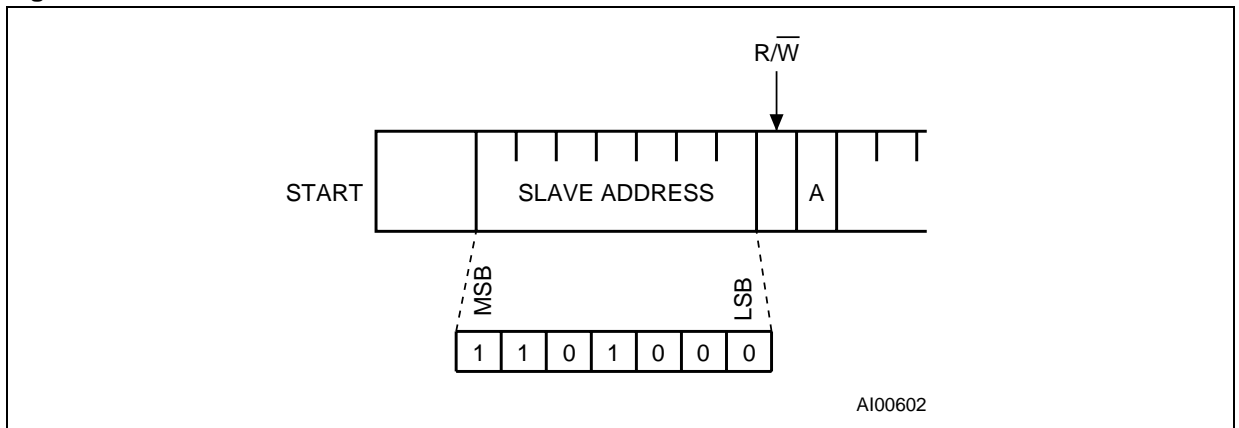 R/W̅
START
SLAVE ADDRESS
A
MSB
LSB
1 1 0 1 0 0 0
AI00602